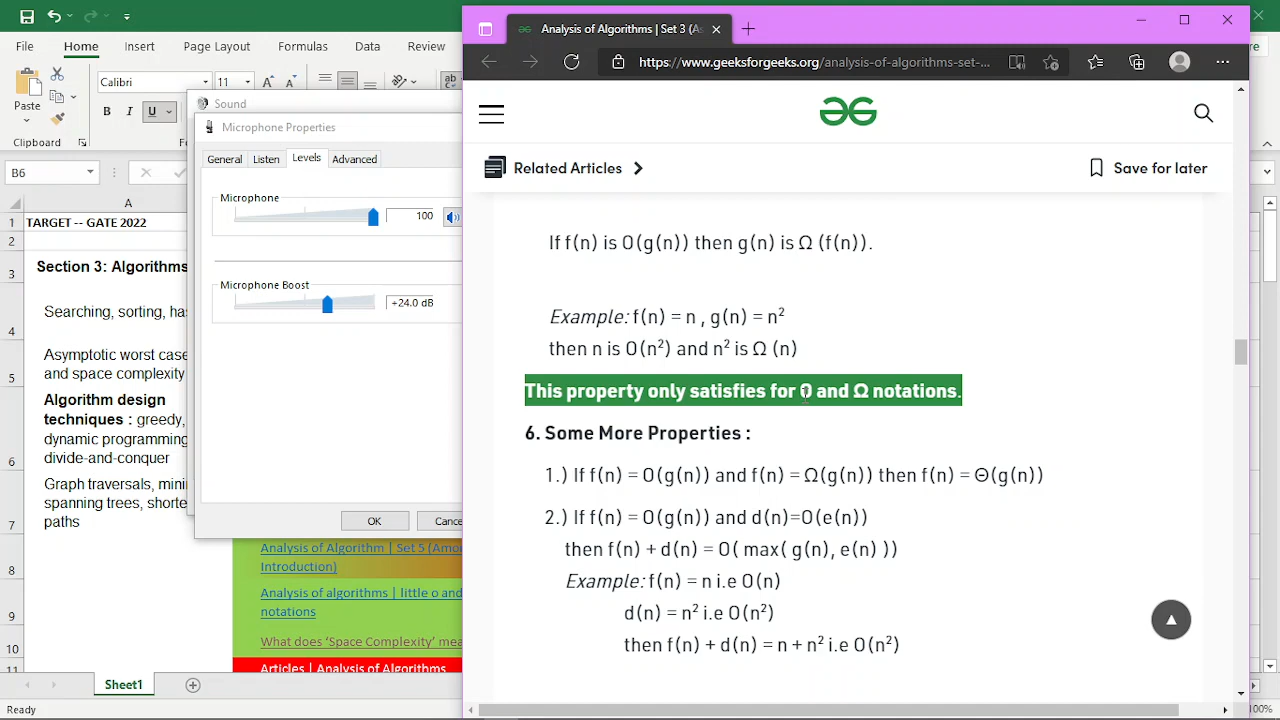 File
Home
Insert
Page Layout
Formulas
Data
Review
Paste
Clipboard
Calibri
11
B I U
B6
A
1
2
3
4
5
6
7
8
9
10
TARGET -- GATE 2022
Section 3: Algorithms
Searching, sorting, ha
Asymptotic worst case
and space complexity
Algorithm design
techniques : greedy,
dynamic programming
divide-and-conquer
Graph traversals, mini
spanning trees, shorte
paths
Analysis of Algorithm | Set 5 (Amor
Introduction)
Analysis of algorithms | little o and
notations
What does ‘Space Complexity’ mea
Articles | Analysis of Algorithms
Sheet1
Ready
100%
Sound
Microphone Properties
General
Listen
Levels
Advanced
Microphone
100
Microphone Boost
+24.0 dB
OK
Cance
Analysis of Algorithms | Set 3 (As
https://www.geeksforgeeks.org/analysis-of-algorithms-set-...
Related Articles
Save for later
If f(n) is O(g(n)) then g(n) is Ω (f(n)).
Example: f(n) = n , g(n) = n²
then n is O(n²) and n² is Ω (n)
This property only satisfies for O and Ω notations.
6. Some More Properties :
1.) If f(n) = O(g(n)) and f(n) = Ω(g(n)) then f(n) = Θ(g(n))
2.) If f(n) = O(g(n)) and d(n)=O(e(n))
then f(n) + d(n) = O( max( g(n), e(n) ))
Example: f(n) = n i.e O(n)
d(n) = n² i.e O(n²)
then f(n) + d(n) = n + n² i.e O(n²)